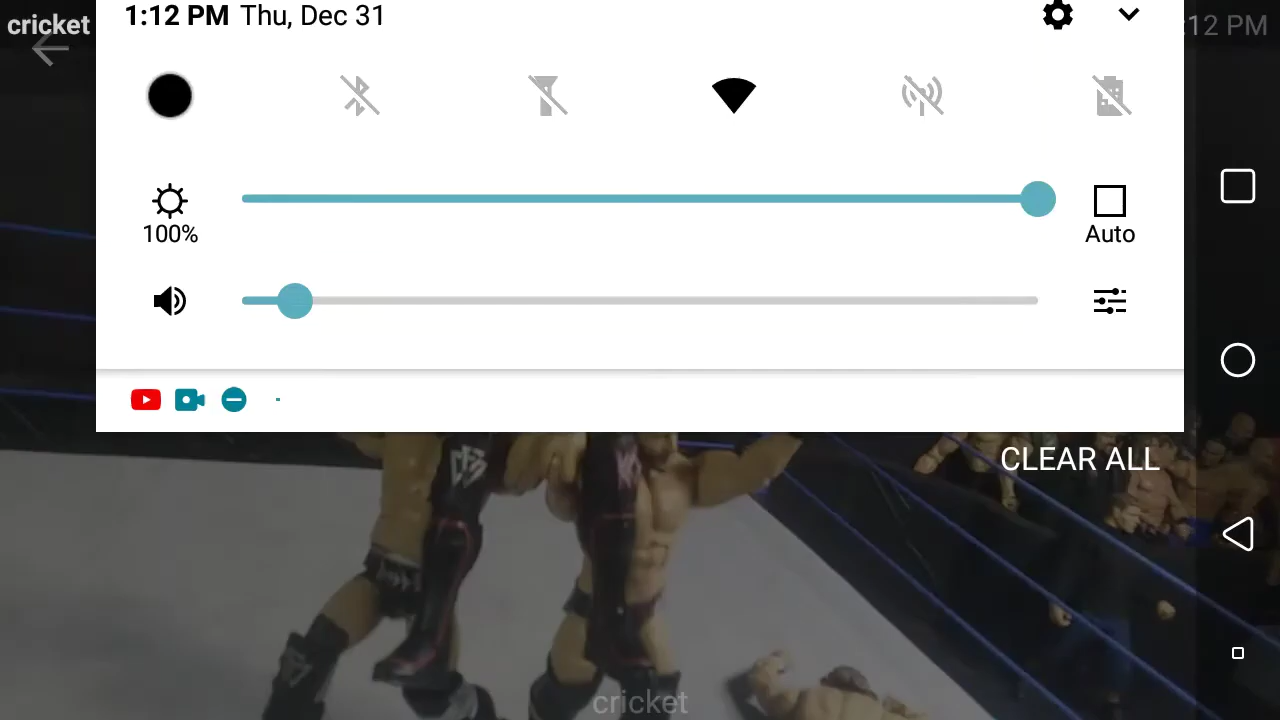 cricket
1:12 PM Thu, Dec 31
:12 PM
100%
Auto
CLEAR ALL
cricket